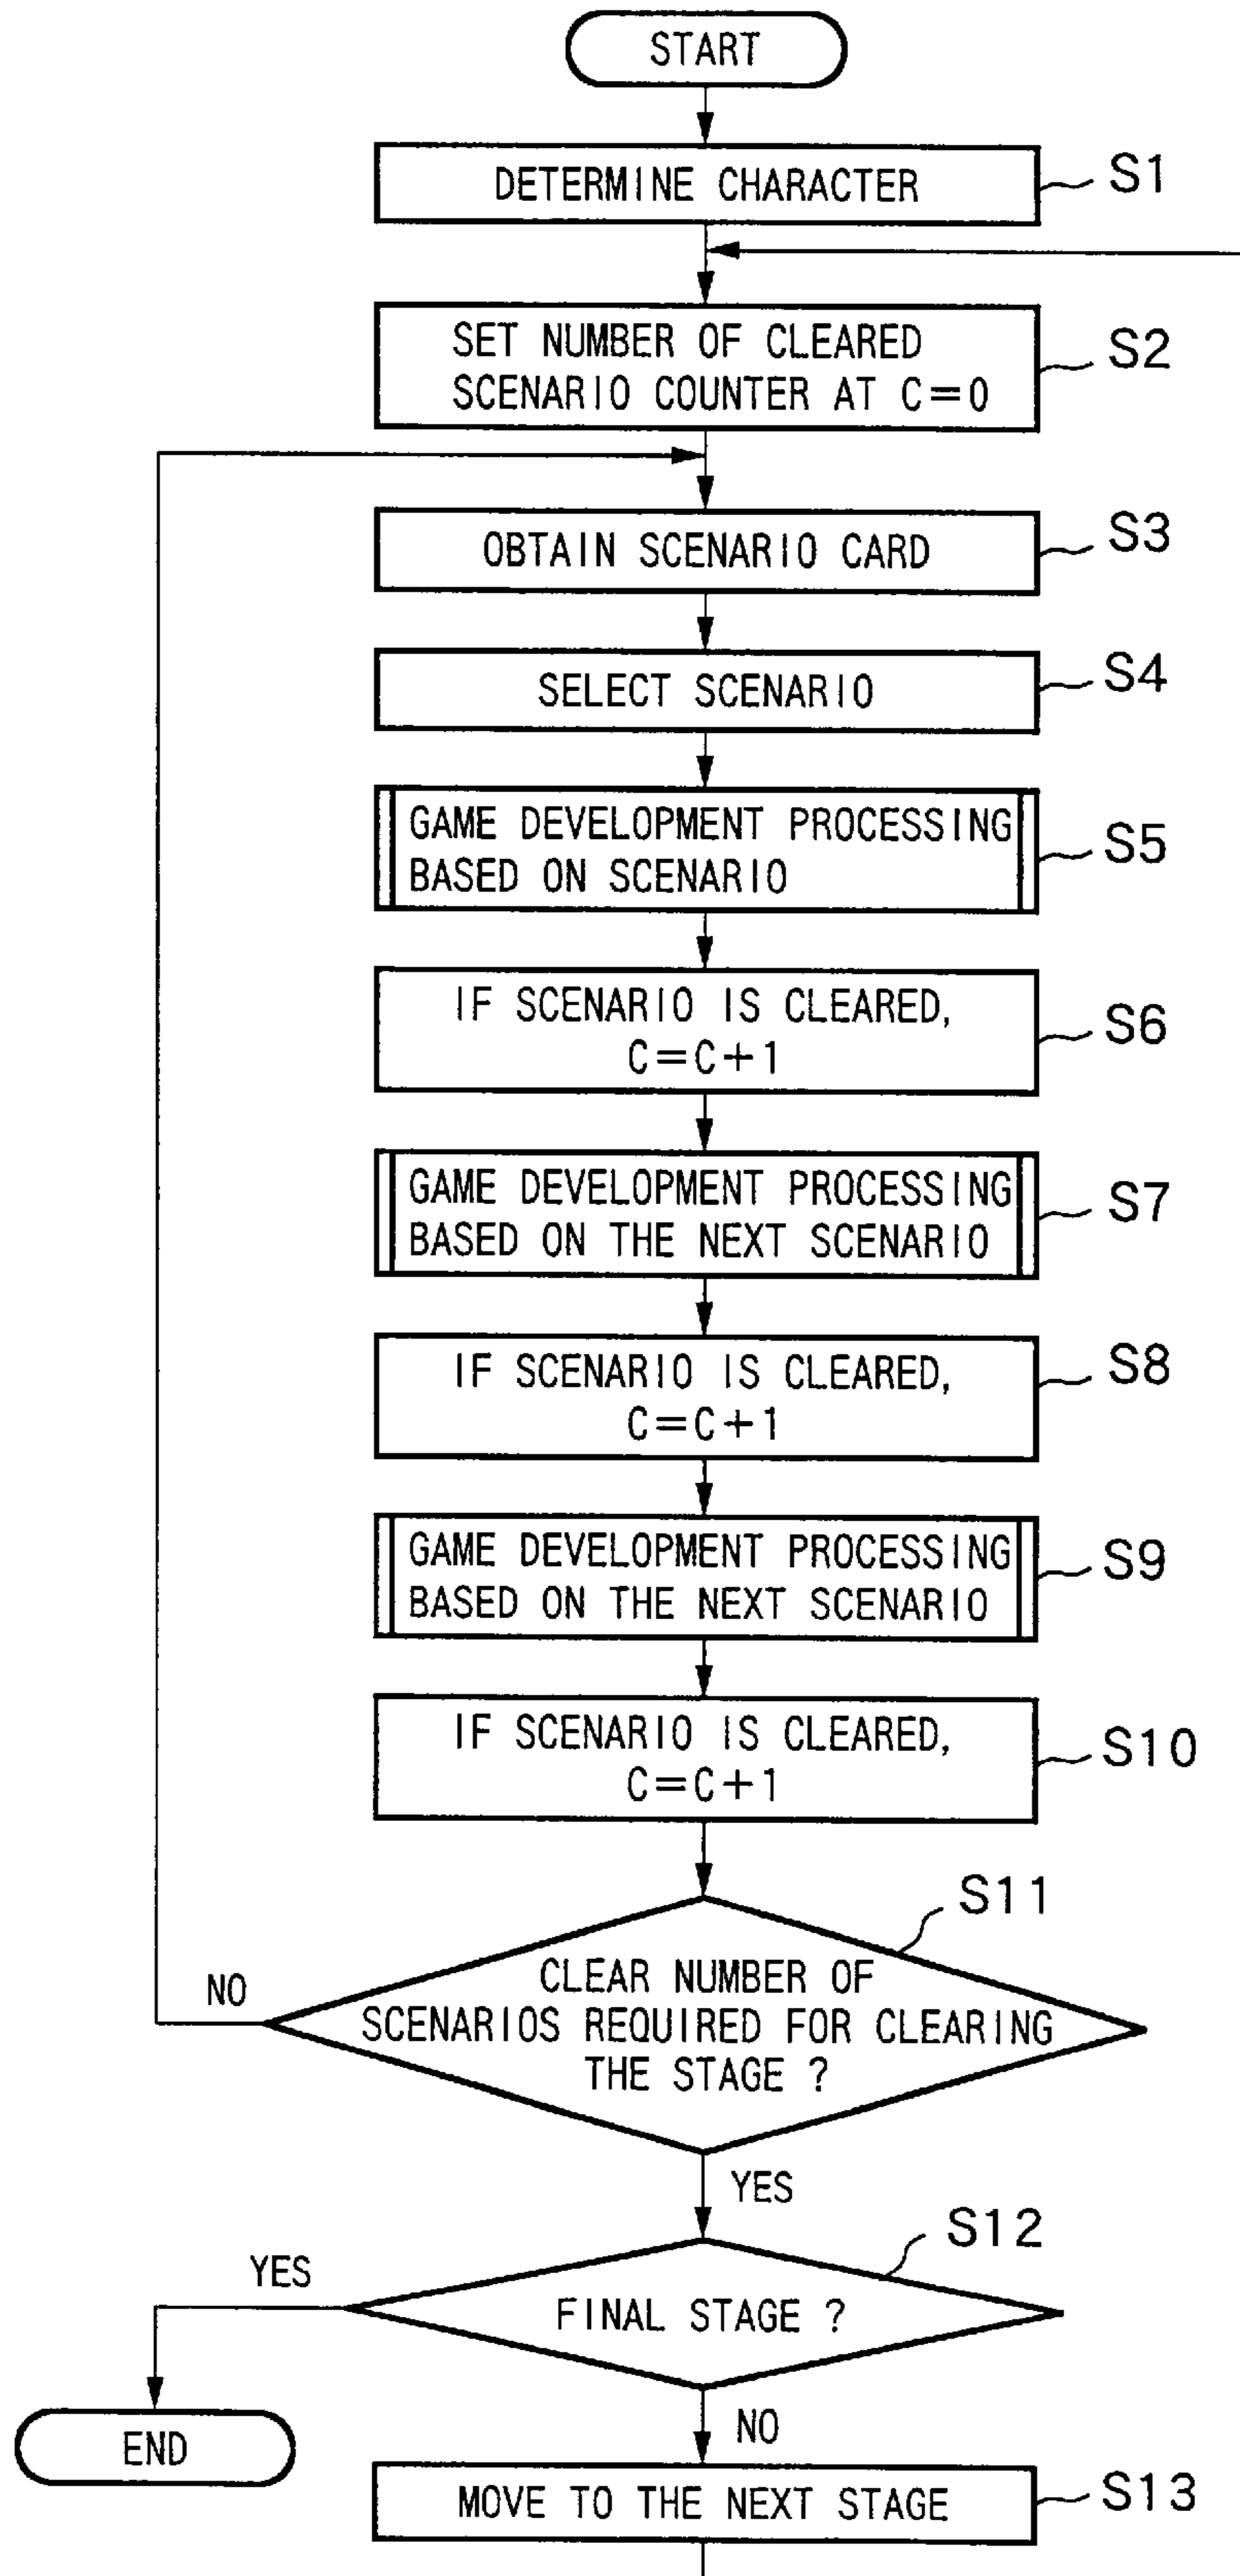 START
DETERMINE CHARACTER
S1
SET NUMBER OF CLEARED
SCENARIO COUNTER AT C=0
S2
OBTAIN SCENARIO CARD
S3
SELECT SCENARIO
S4
GAME DEVELOPMENT PROCESSING
BASED ON SCENARIO
S5
IF SCENARIO IS CLEARED,
C=C+1
S6
GAME DEVELOPMENT PROCESSING
BASED ON THE NEXT SCENARIO
S7
IF SCENARIO IS CLEARED,
C=C+1
S8
GAME DEVELOPMENT PROCESSING
BASED ON THE NEXT SCENARIO
S9
IF SCENARIO IS CLEARED,
C=C+1
S10
S11
CLEAR NUMBER OF
SCENARIOS REQUIRED FOR CLEARING
THE STAGE ?
NO
YES
S12
FINAL STAGE ?
YES
END
NO
MOVE TO THE NEXT STAGE
S13